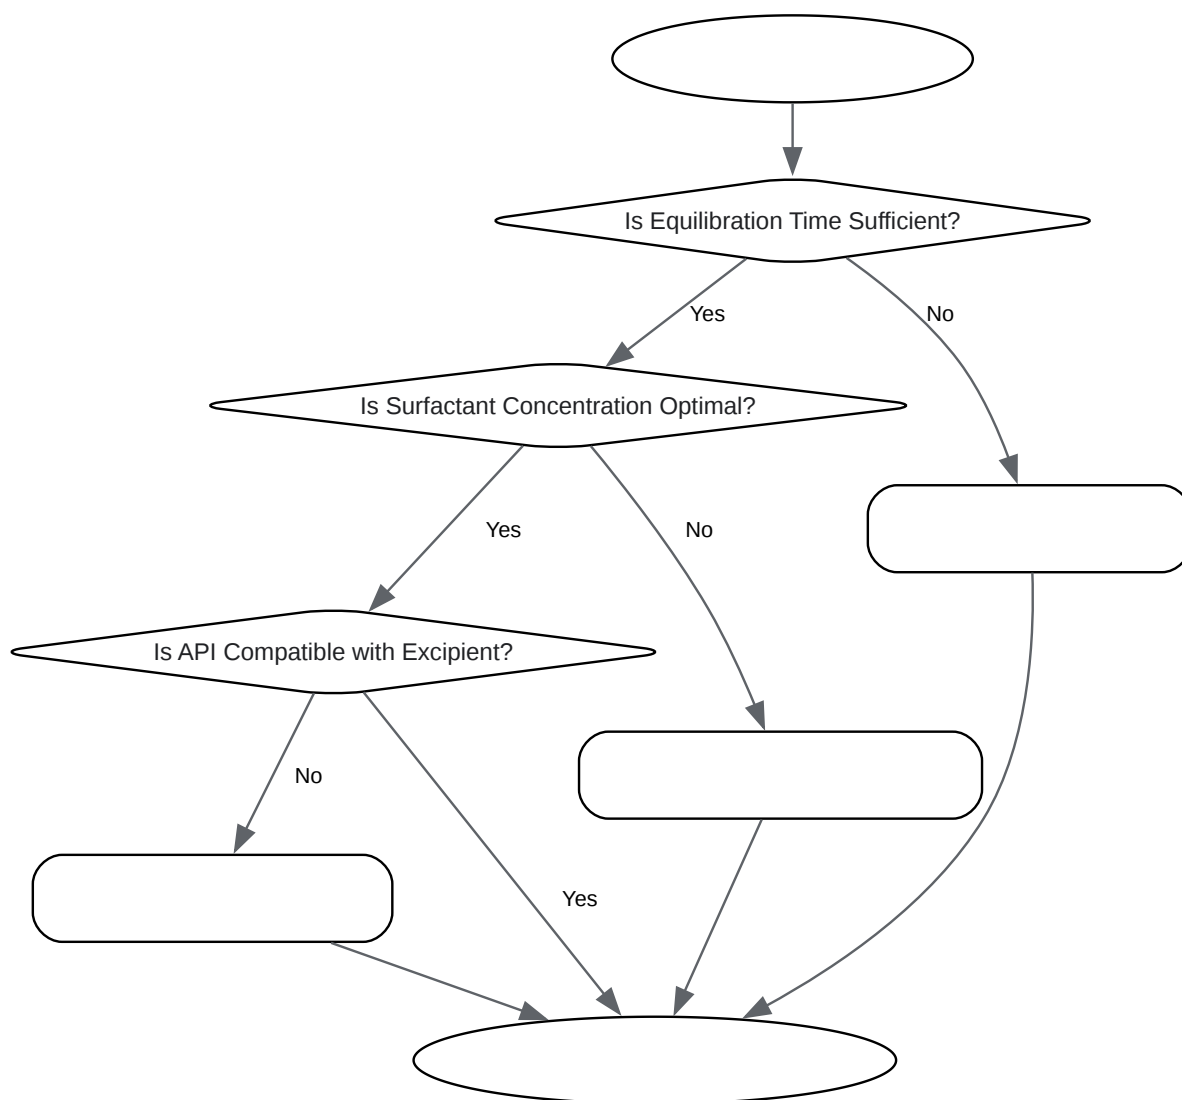 Is Equilibration Time Sufficient?
Yes
No
Is Surfactant Concentration Optimal?
Yes
No
Is API Compatible with Excipient?
No
Yes